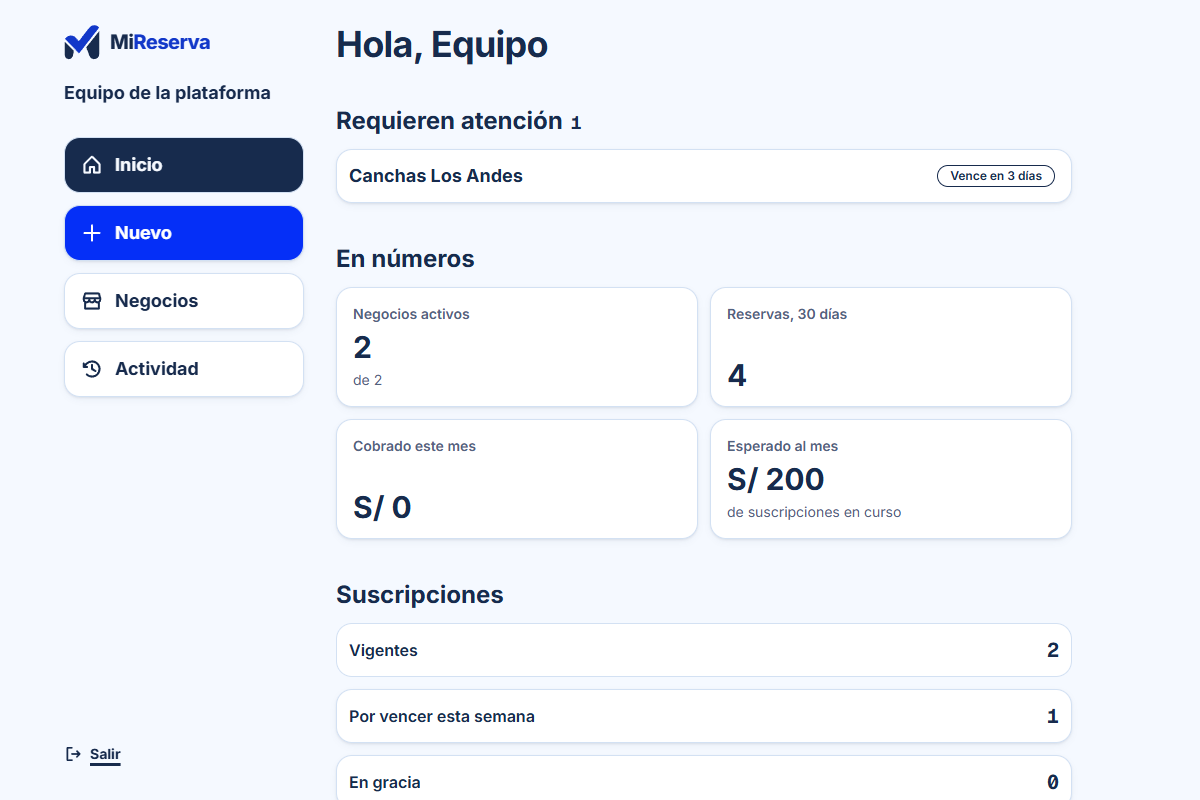 MiReserva
Equipo de la plataforma
Inicio
Nuevo
Negocios
Actividad
Salir
Hola, Equipo
Requieren atención 1
Canchas Los Andes
Vence en 3 días
En números
Negocios activos
2
de 2
Reservas, 30 días
4
Cobrado este mes
S/ 0
Esperado al mes
S/ 200
de suscripciones en curso
Suscripciones
Vigentes 2
Por vencer esta semana 1
En gracia 0